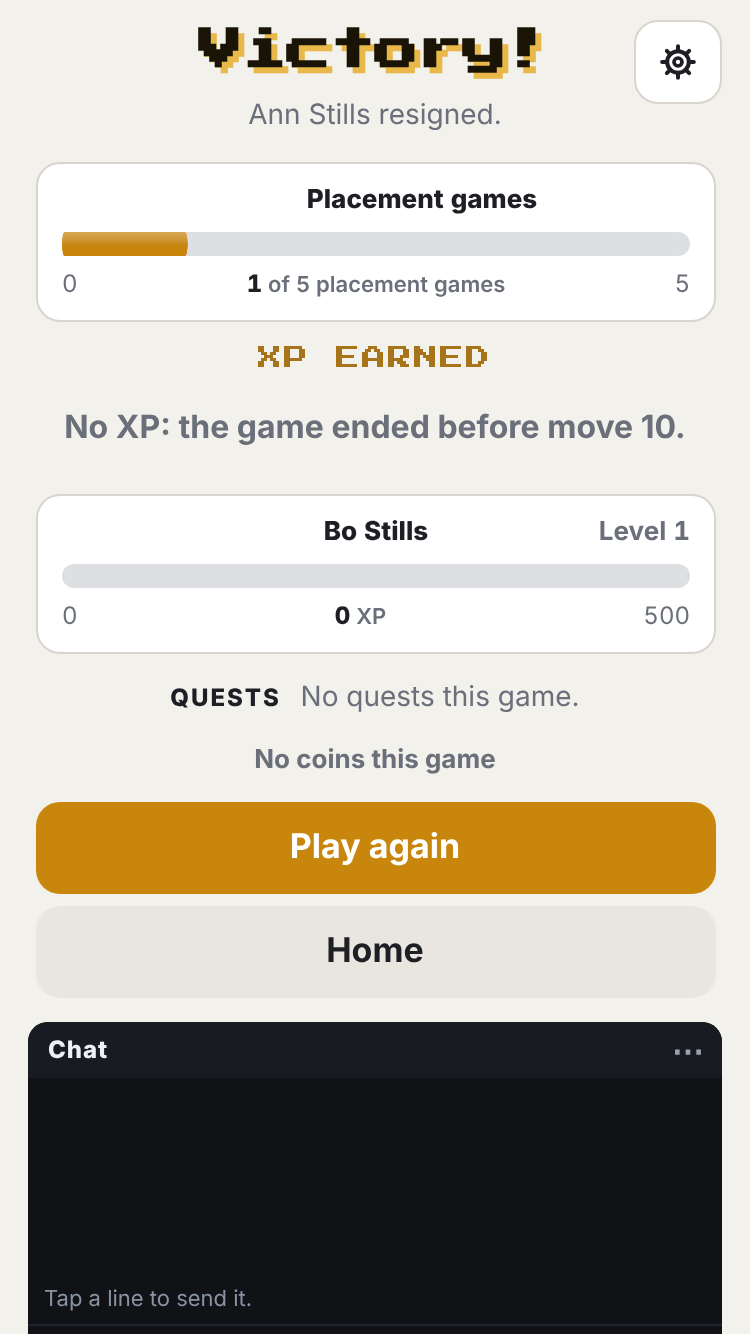 Victory!
Ann Stills resigned.
Placement games
0 1 of 5 placement games 5
XP EARNED
No XP: the game ended before move 10.
Bo Stills Level 1
0 0 XP 500
QUESTS No quests this game.
No coins this game
Play again
Home
Chat ...
Tap a line to send it.